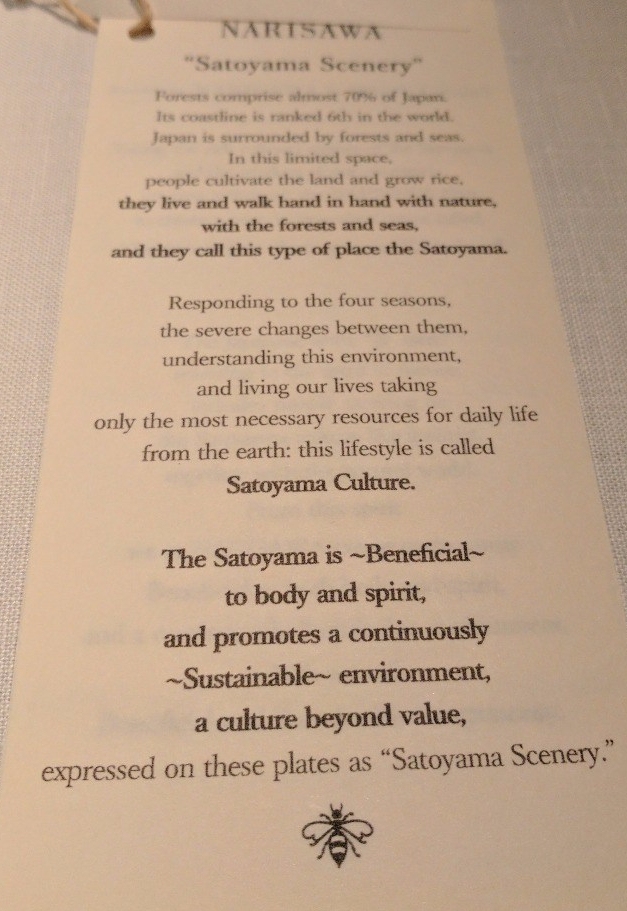 NARISAWA
"Satoyama Scenery"
Forests comprise almost 70% of Japan.
Its coastline is ranked 6th in the world.
Japan is surrounded by forests and seas.
In this limited space,
people cultivate the land and grow rice,
they live and walk hand in hand with nature,
with the forests and seas,
and they call this type of place the Satoyama.
Responding to the four seasons,
the severe changes between them,
understanding this environment,
and living our lives taking
only the most necessary resources for daily life
from the earth: this lifestyle is called
Satoyama Culture.
The Satoyama is ~Beneficial~
to body and spirit,
and promotes a continuously
~Sustainable~ environment,
a culture beyond value,
expressed on these plates as “Satoyama Scenery.”